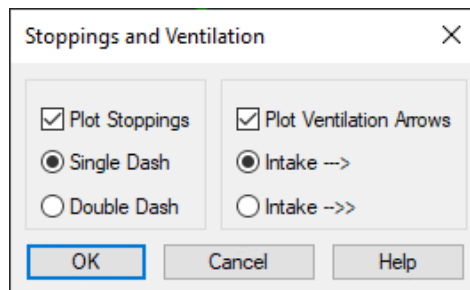 Stoppings and Ventilation
Plot Stoppings
Single Dash
Double Dash
Plot Ventilation Arrows
Intake --->
Intake -->>
OK
Cancel
Help